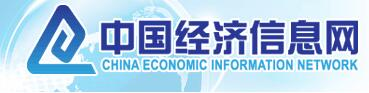 中国经济信息网
CHINA ECONOMIC INFORMATION NETWORK